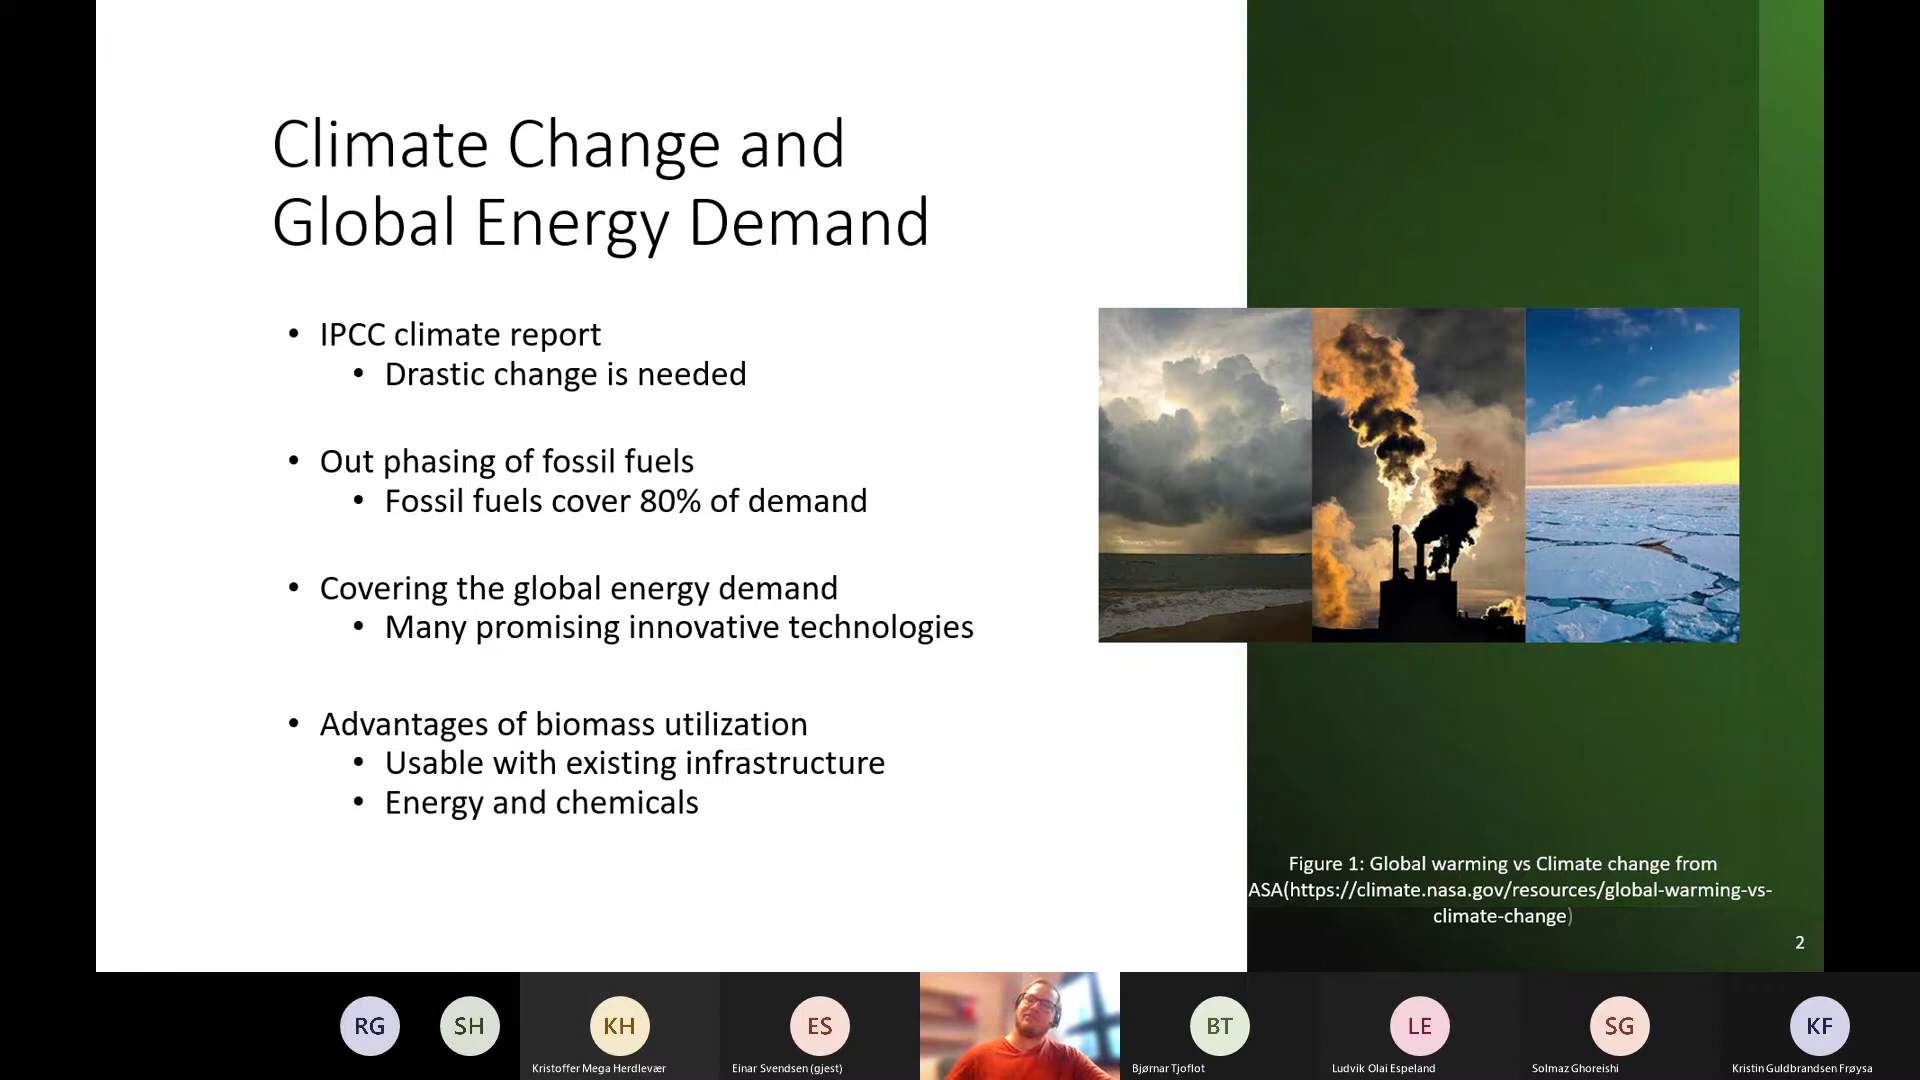 Climate Change and
Global Energy Demand
• IPCC climate report
• Drastic change is needed
• Out phasing of fossil fuels
• Fossil fuels cover 80% of demand
• Covering the global energy demand
• Many promising innovative technologies
• Advantages of biomass utilization
• Usable with existing infrastructure
• Energy and chemicals
Figure 1: Global warming vs Climate change from
ASA(https://climate.nasa.gov/resources/global-warming-vs-
climate-change)
2
RG
SH
KH
ES
BT
LE
SG
KF
Kristoffer Mega Herdlevær
Einar Svendsen (gjest)
Bjørnar Tjoflot
Ludvik Olai Espeland
Solmaz Ghoreishi
Kristin Guldbrandsen Frøysa